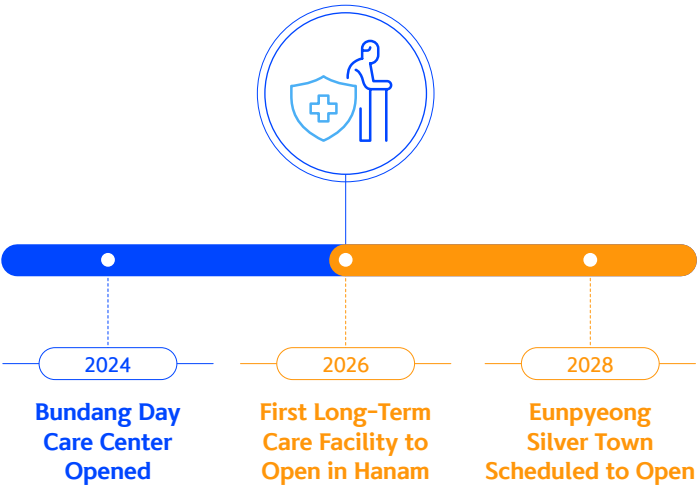 2024
Bundang Day
Care Center
Opened
2026
First Long-Term
Care Facility to
Open in Hanam
2028
Eunpyeong
Silver Town
Scheduled to Open